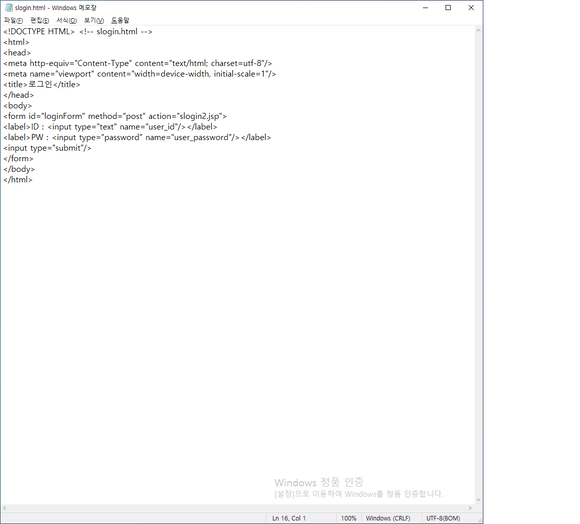 slogin.html - Windows 메모장
파일(F) 편집(E) 서식(O) 보기(V) 도움말
<!DOCTYPE HTML> <!-- slogin.html -->
<html>
<head>
<meta http-equiv="Content-Type" content="text/html; charset=utf-8"/>
<meta name="viewport" content="width=device-width, initial-scale=1"/>
<title>로그인</title>
</head>
<body>
<form id="loginForm" method="post" action="slogin2.jsp">
<label>ID : <input type="text" name="user_id"/></label>
<label>PW : <input type="password" name="user_password"/></label>
<input type="submit"/>
</form>
</body>
</html>
Windows 정품 인증
[설정]으로 이동하여 Windows를 정품 인증합니다.
Ln 16, Col 1 100% Windows (CRLF) UTF-8(BOM)